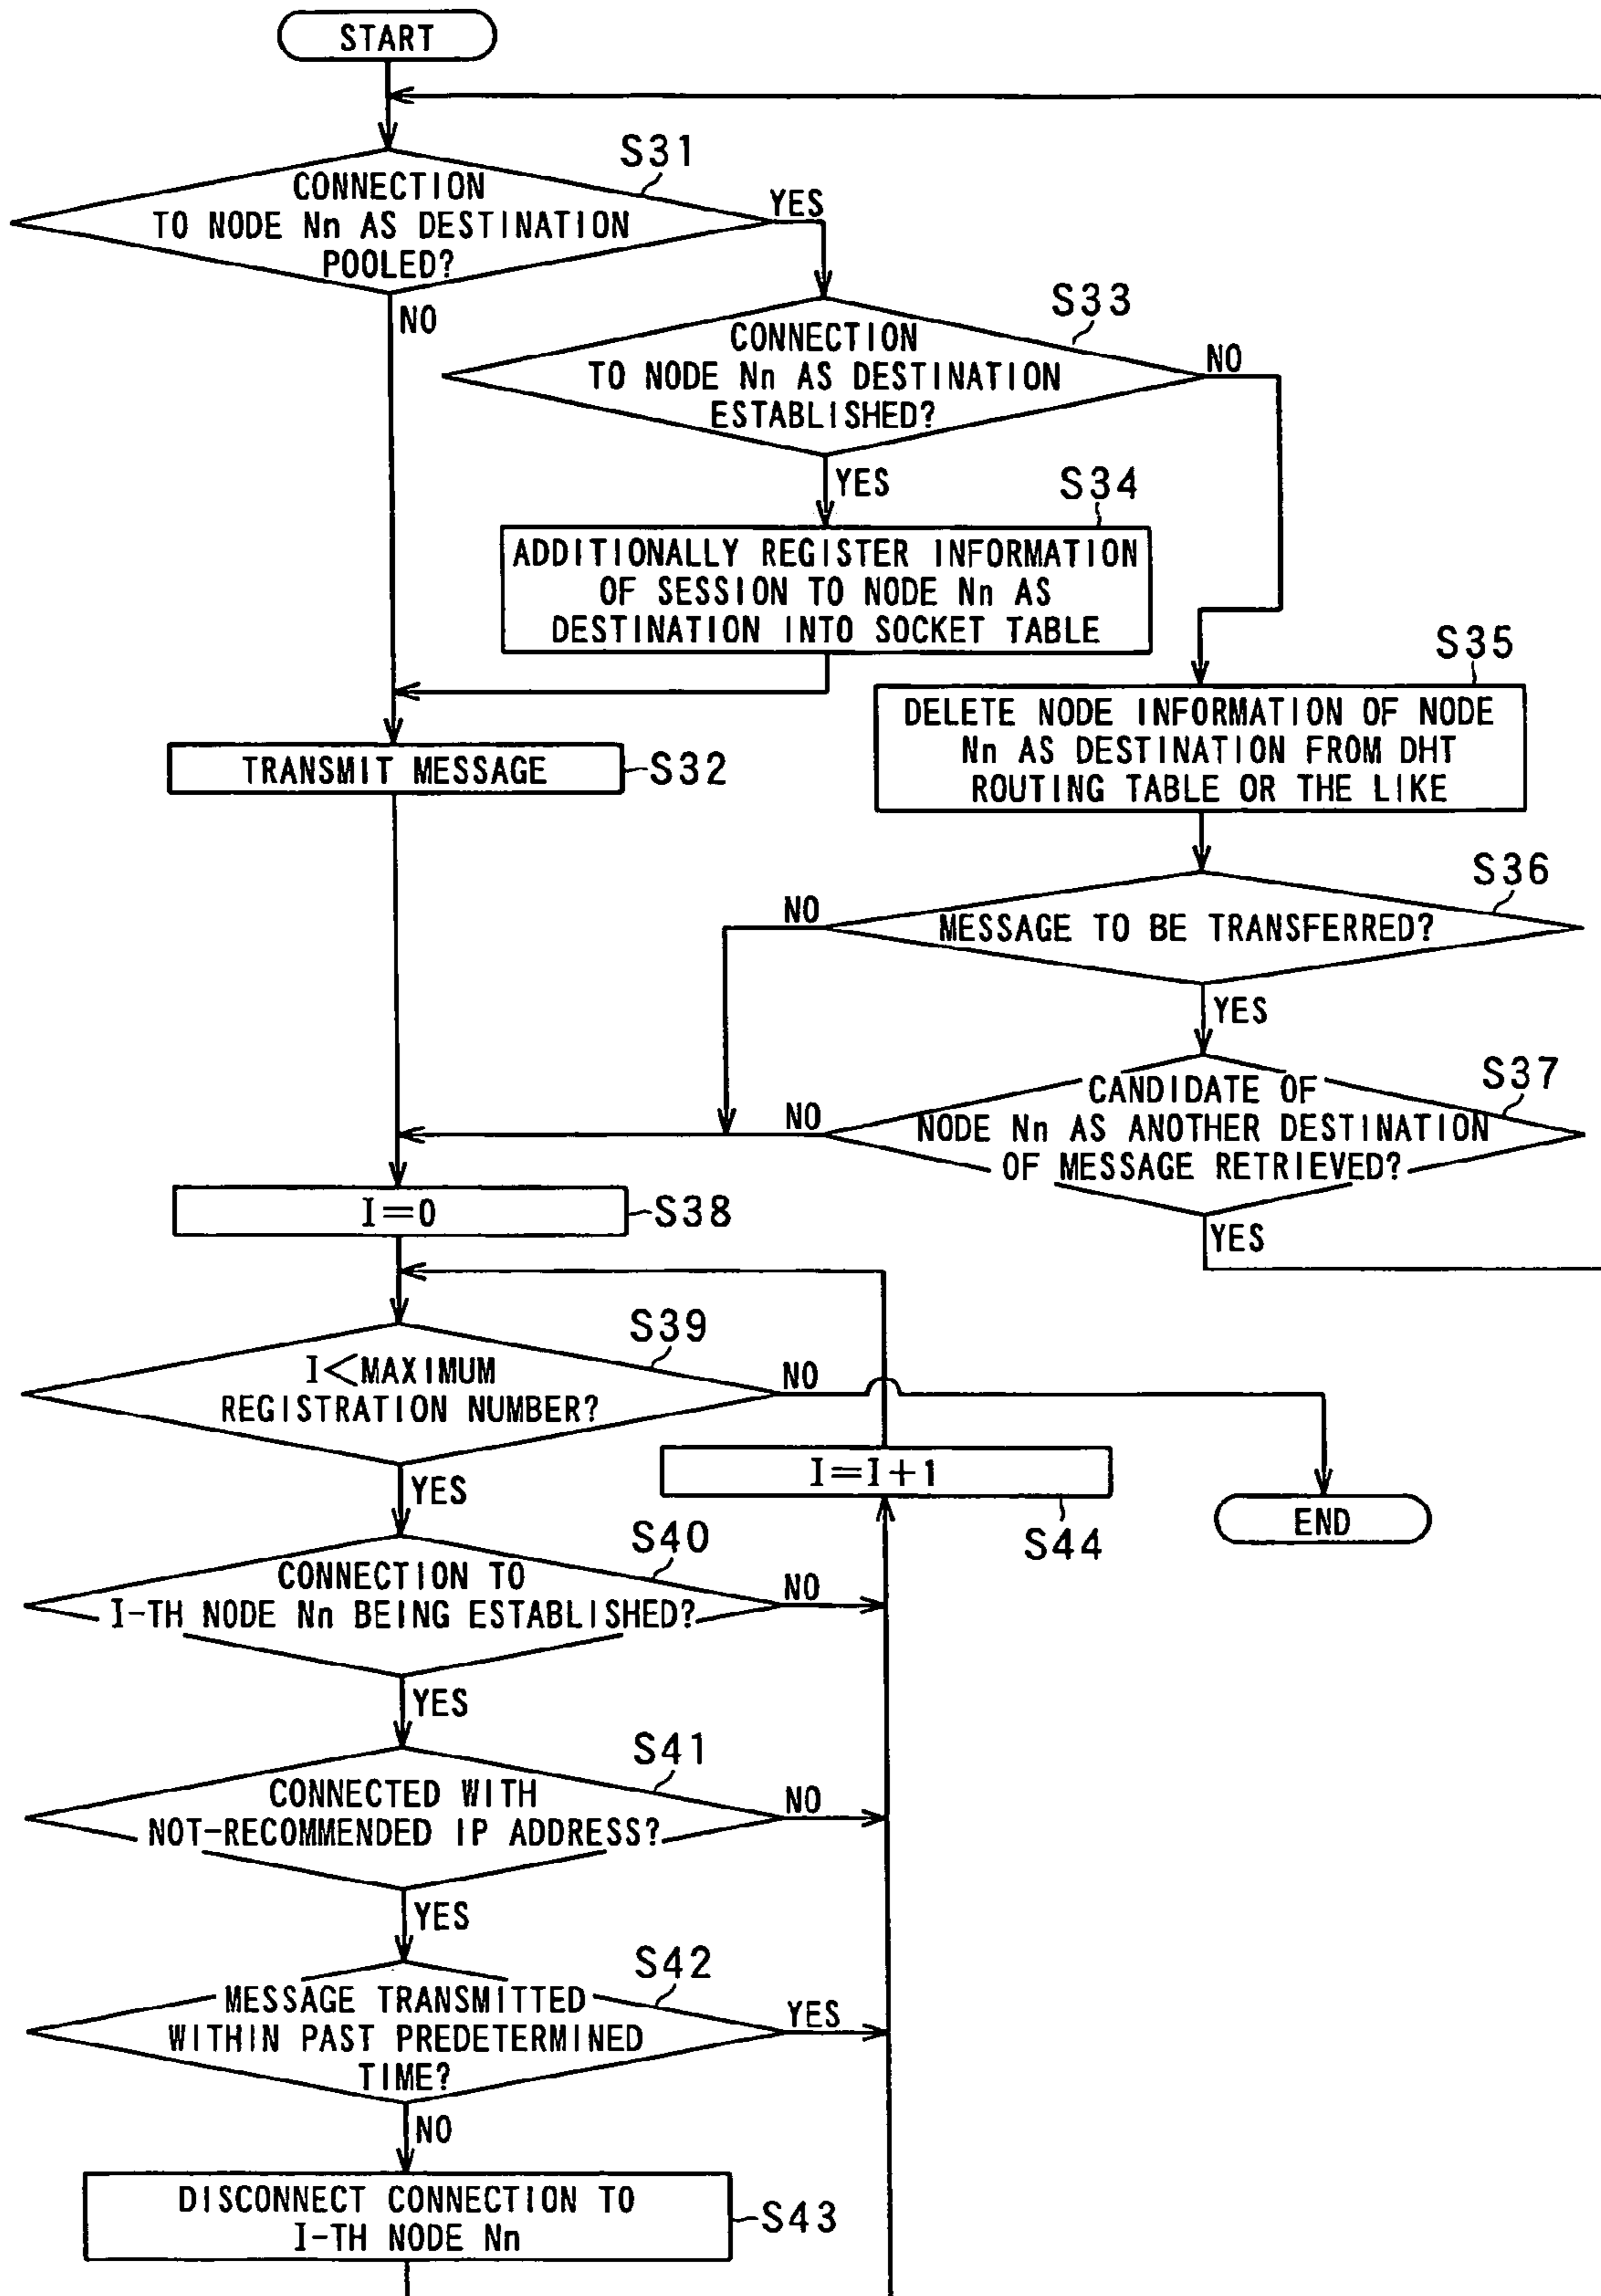 START
S31
CONNECTION
TO NODE Nn AS DESTINATION
POOLED?
YES
NO
S33
CONNECTION
TO NODE Nn AS DESTINATION
ESTABLISHED?
NO
YES
S34
ADDITIONALLY REGISTER INFORMATION
OF SESSION TO NODE Nn AS
DESTINATION INTO SOCKET TABLE
S35
DELETE NODE INFORMATION OF NODE
Nn AS DESTINATION FROM DHT
ROUTING TABLE OR THE LIKE
TRANSMIT MESSAGE
S32
S36
NO
MESSAGE TO BE TRANSFERRED?
YES
S37
NO
CANDIDATE OF
NODE Nn AS ANOTHER DESTINATION
OF MESSAGE RETRIEVED?
YES
I=0
S38
S39
I<MAXIMUM
REGISTRATION NUMBER?
NO
YES
I=I+1
S44
END
S40
CONNECTION TO
I-TH NODE Nn BEING ESTABLISHED?
NO
YES
S41
CONNECTED WITH
NOT-RECOMMENDED IP ADDRESS?
NO
YES
S42
MESSAGE TRANSMITTED
WITHIN PAST PREDETERMINED
TIME?
YES
NO
DISCONNECT CONNECTION TO
I-TH NODE Nn
S43